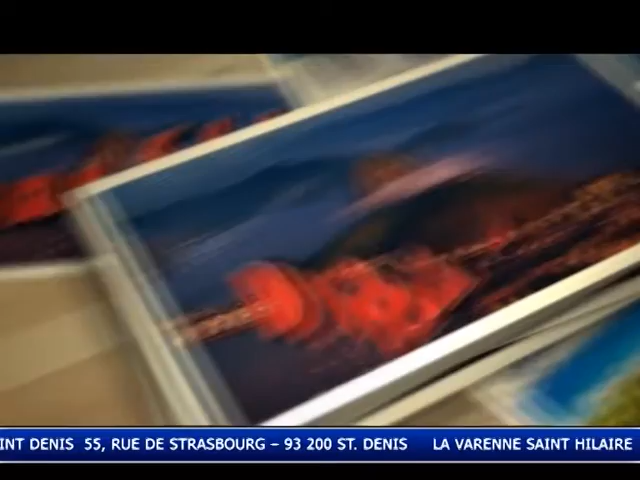 INT DENIS  55, RUE DE STRASBOURG – 93 200 ST. DENIS     LA VARENNE SAINT HILAIRE